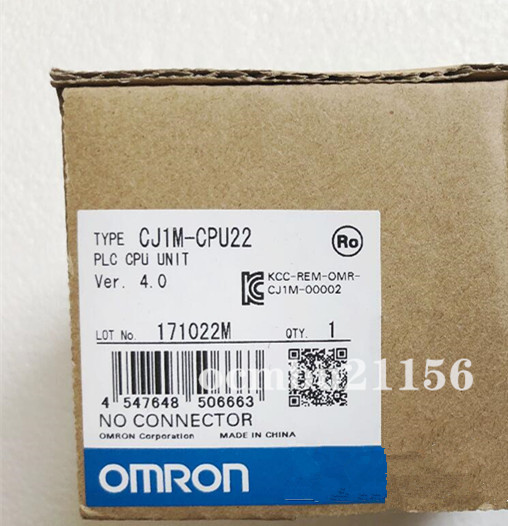 TYPE CJ1M-CPU22
Ro
PLC CPU UNIT
Ver. 4.0
KCC-REM-OMR-
CJ1M-00002
LOT No. 171022M QTY. 1
4 547648 506663
NO CONNECTOR
OMRON Corporation MADE IN CHINA
OMRON